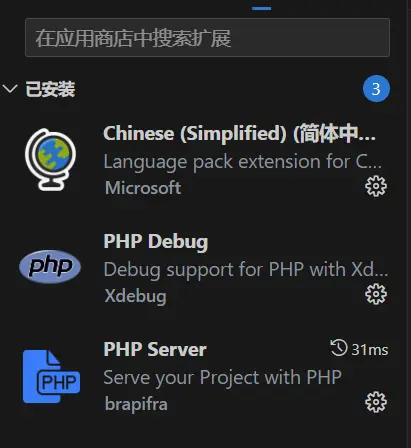 在应用商店中搜索扩展
已安装 3
Chinese (Simplified) (简体中...
Language pack extension for C...
Microsoft
php
PHP Debug
Debug support for PHP with Xd...
Xdebug
PHP
PHP Server 31ms
Serve your Project with PHP
brapifra